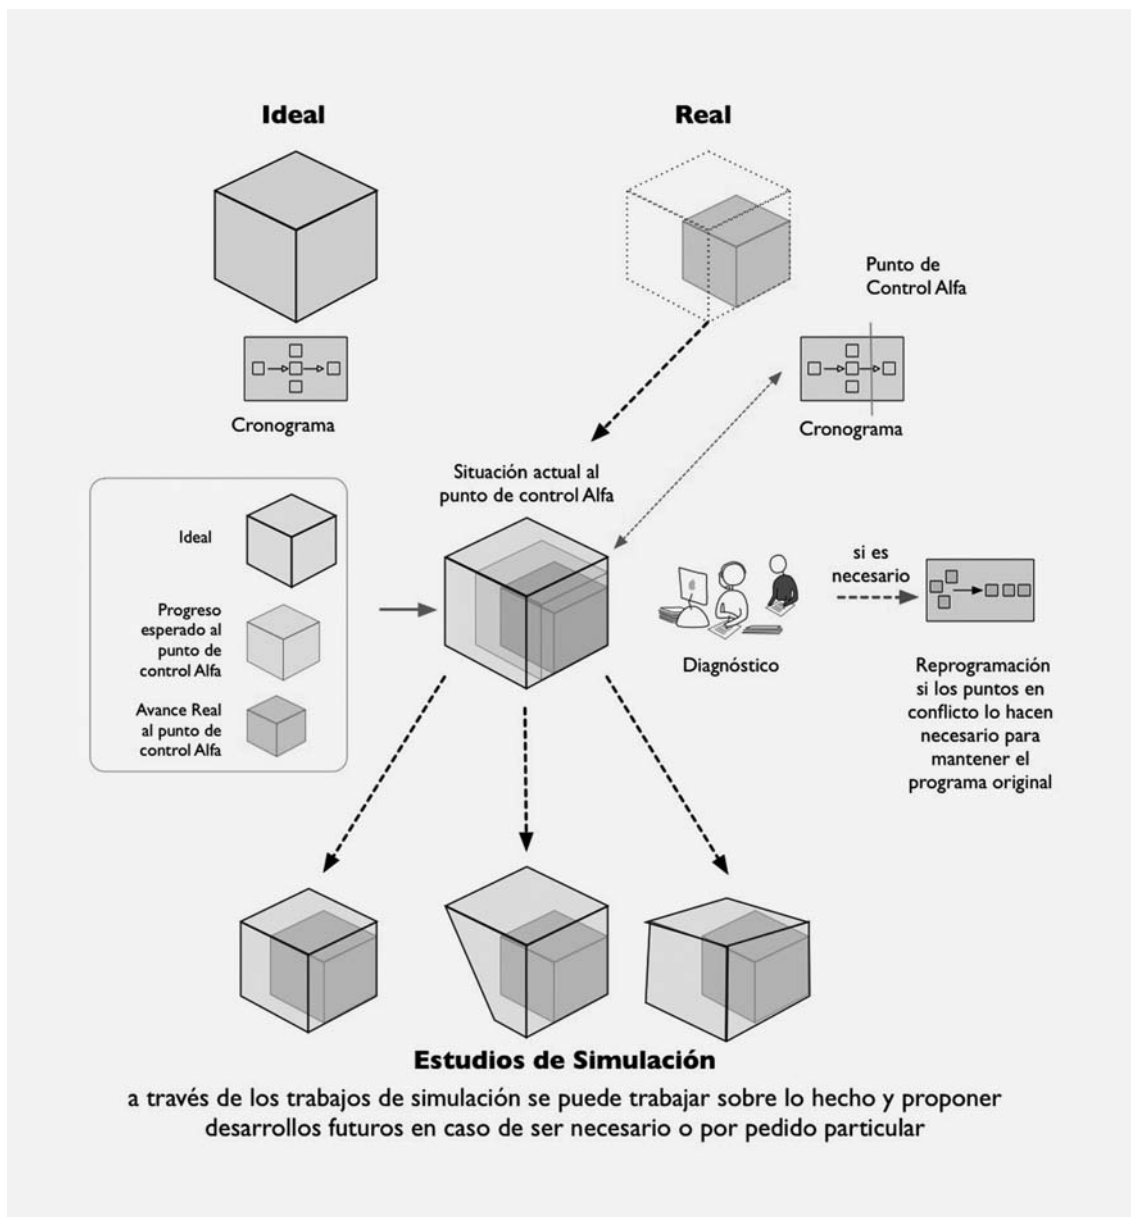 Ideal
Real
Punto de
Control Alfa
Cronograma
Cronograma
Situación actual al
punto de control Alfa
Ideal
Progreso
esperado al
punto de
control Alfa
Avance Real
al punto de
control Alfa
si es
necesario
Diagnóstico
Reprogramación
si los puntos en
conflicto lo hacen
necesario para
mantener el
programa original
Estudios de Simulación
a través de los trabajos de simulación se puede trabajar sobre lo hecho y proponer
desarrollos futuros en caso de ser necesario o por pedido particular